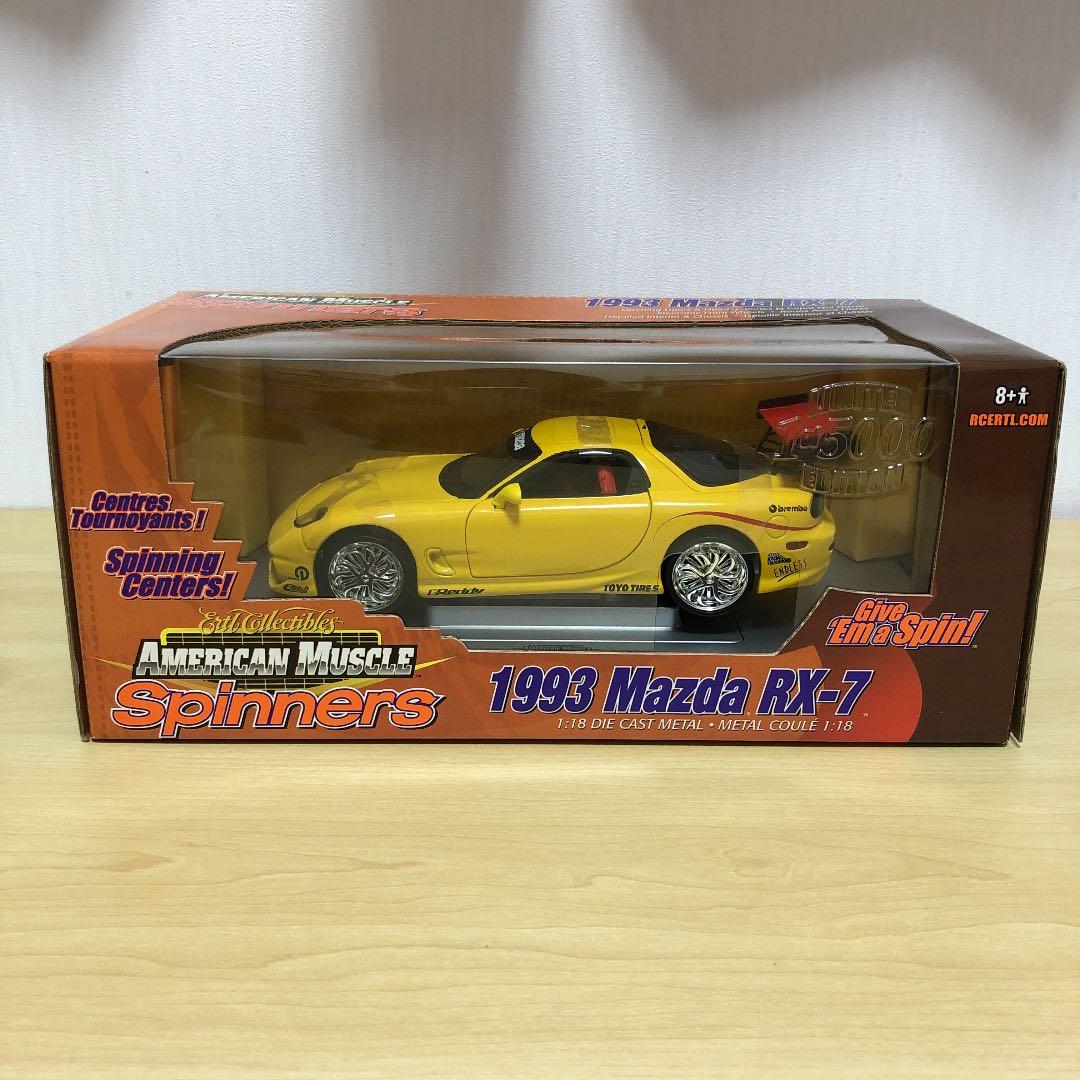 AMERICAN MUSCLE
1993 Mazda RX-7
8+
RCERTL.COM
1 of 5000
EDITION
Centres
Tournoyants!
Spinning
Centers!
brembo
ENDLESS
Eibach
GReddy
TOYO TIRES
Give
'Em a Spin!
Ertl Collectibles
AMERICAN MUSCLE
Spinners
1993 Mazda RX-7
1:18 DIE CAST METAL • METAL COULÉ 1:18